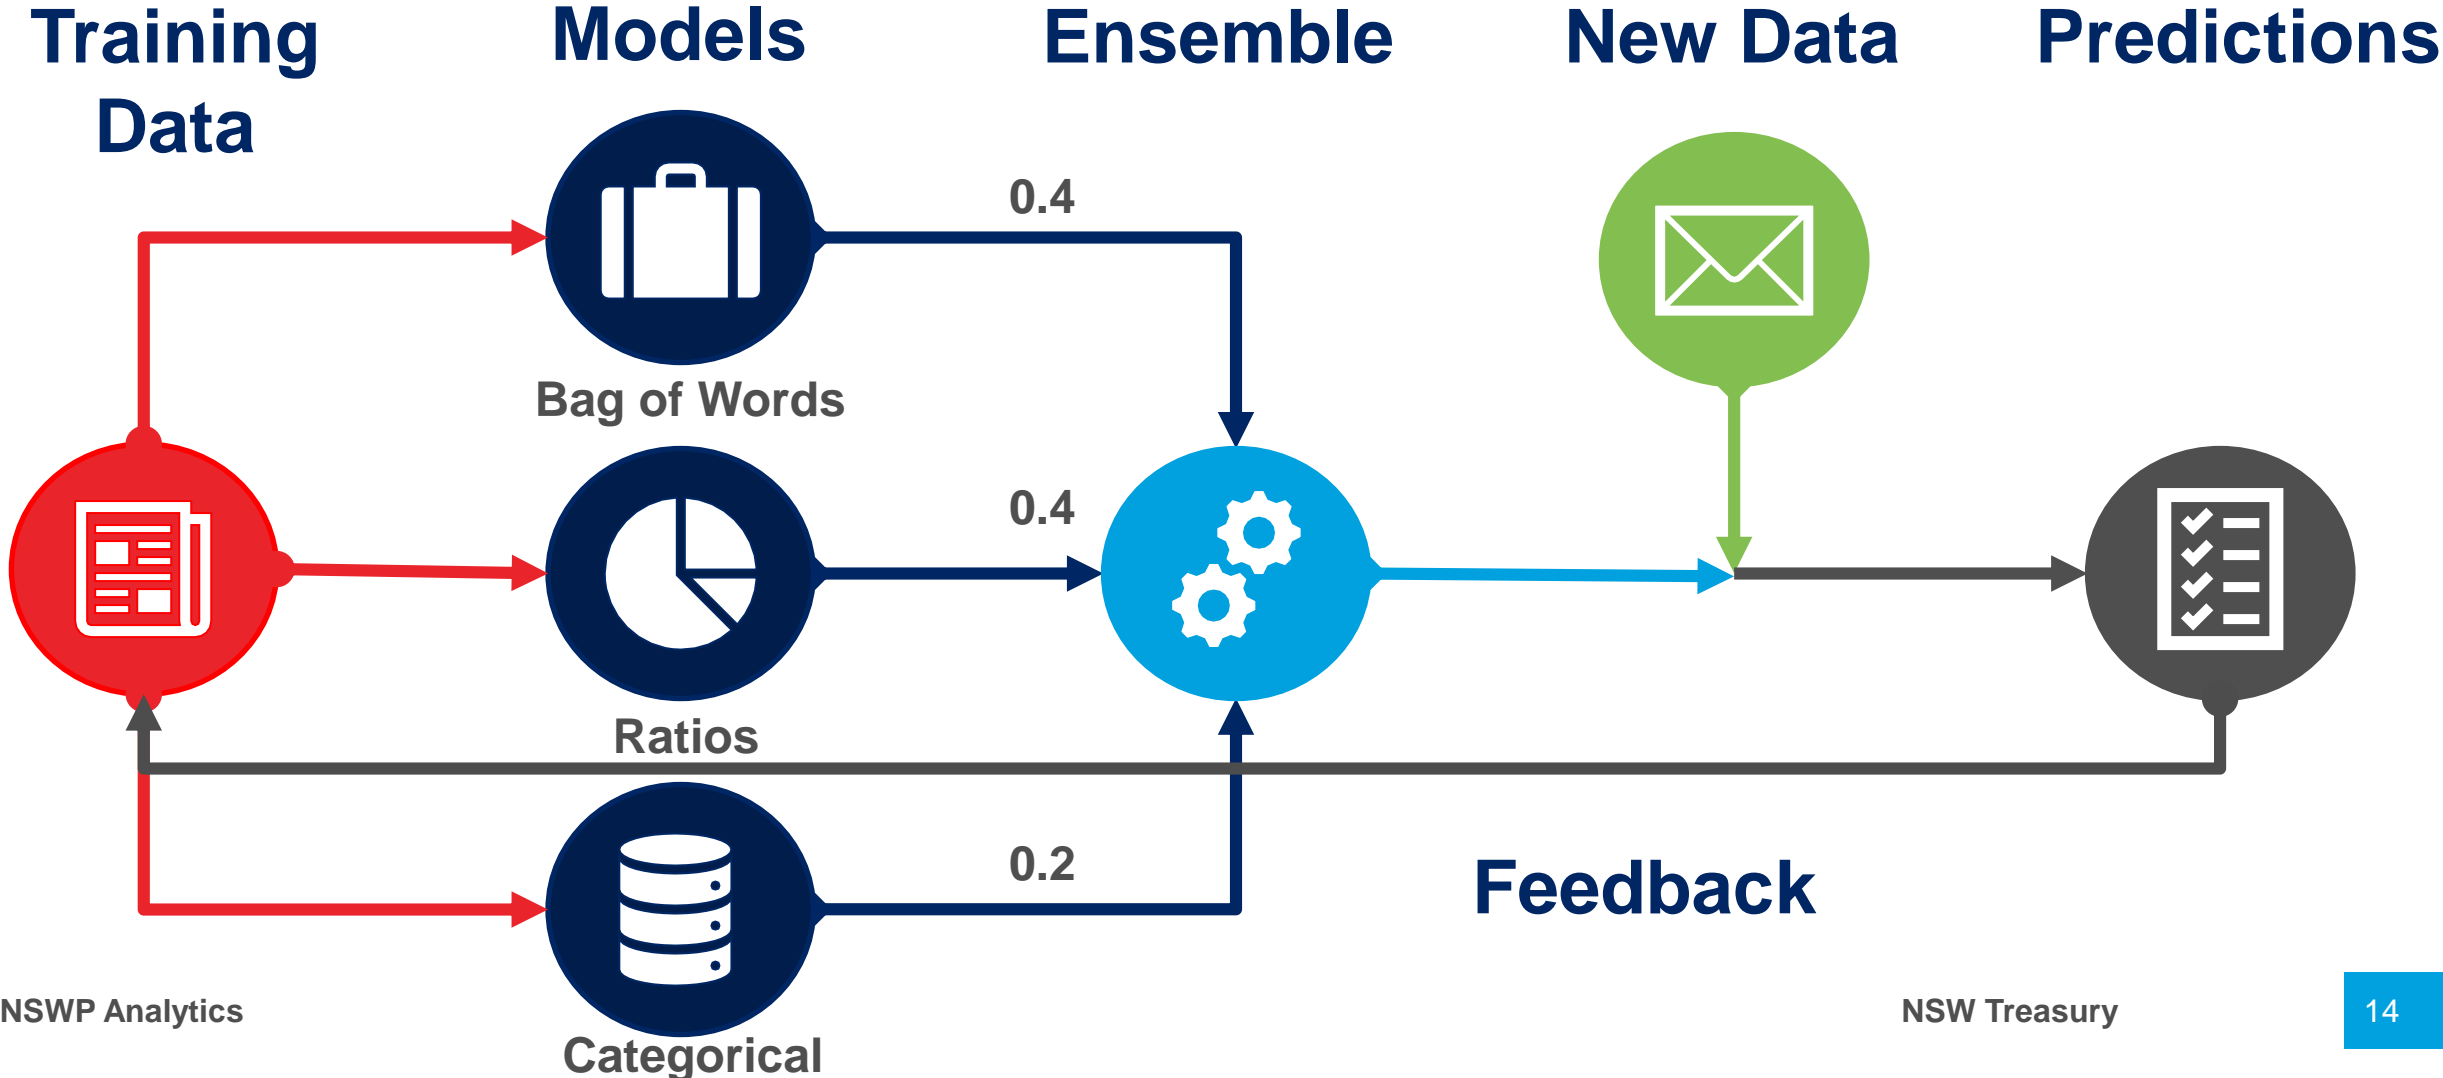 Training
Data
Models
Ensemble
New Data
Predictions
0.4
Bag of Words
0.4
Ratios
0.2
Feedback
Categorical
NSWP Analytics
NSW Treasury
14